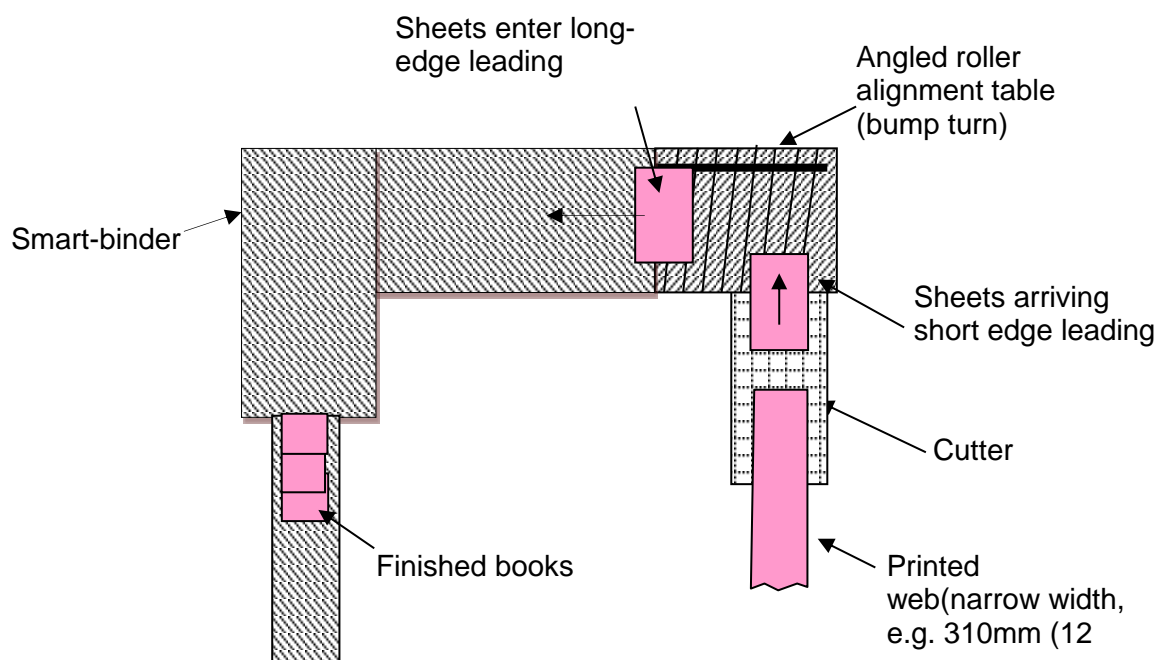 Sheets enter long-
edge leading
Angled roller
alignment table
(bump turn)
Smart-binder
Sheets arriving
short edge leading
Cutter
Finished books
Printed
web(narrow width,
e.g. 310mm (12